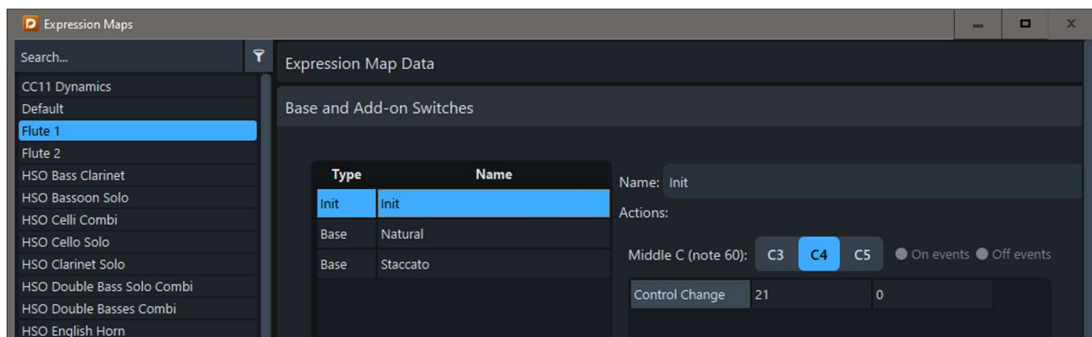 Expression Maps
Search...
CC11 Dynamics
Default
Flute 1
Flute 2
HSO Bass Clarinet
HSO Bassoon Solo
HSO Celli Combi
HSO Cello Solo
HSO Clarinet Solo
HSO Double Bass Solo Combi
HSO Double Basses Combi
HSO English Horn
Expression Map Data
Base and Add-on Switches
Type Name
Init Init
Base Natural
Base Staccato
Name: Init
Actions:
Middle C (note 60): C3 C4 C5 On events Off events
Control Change 21 0